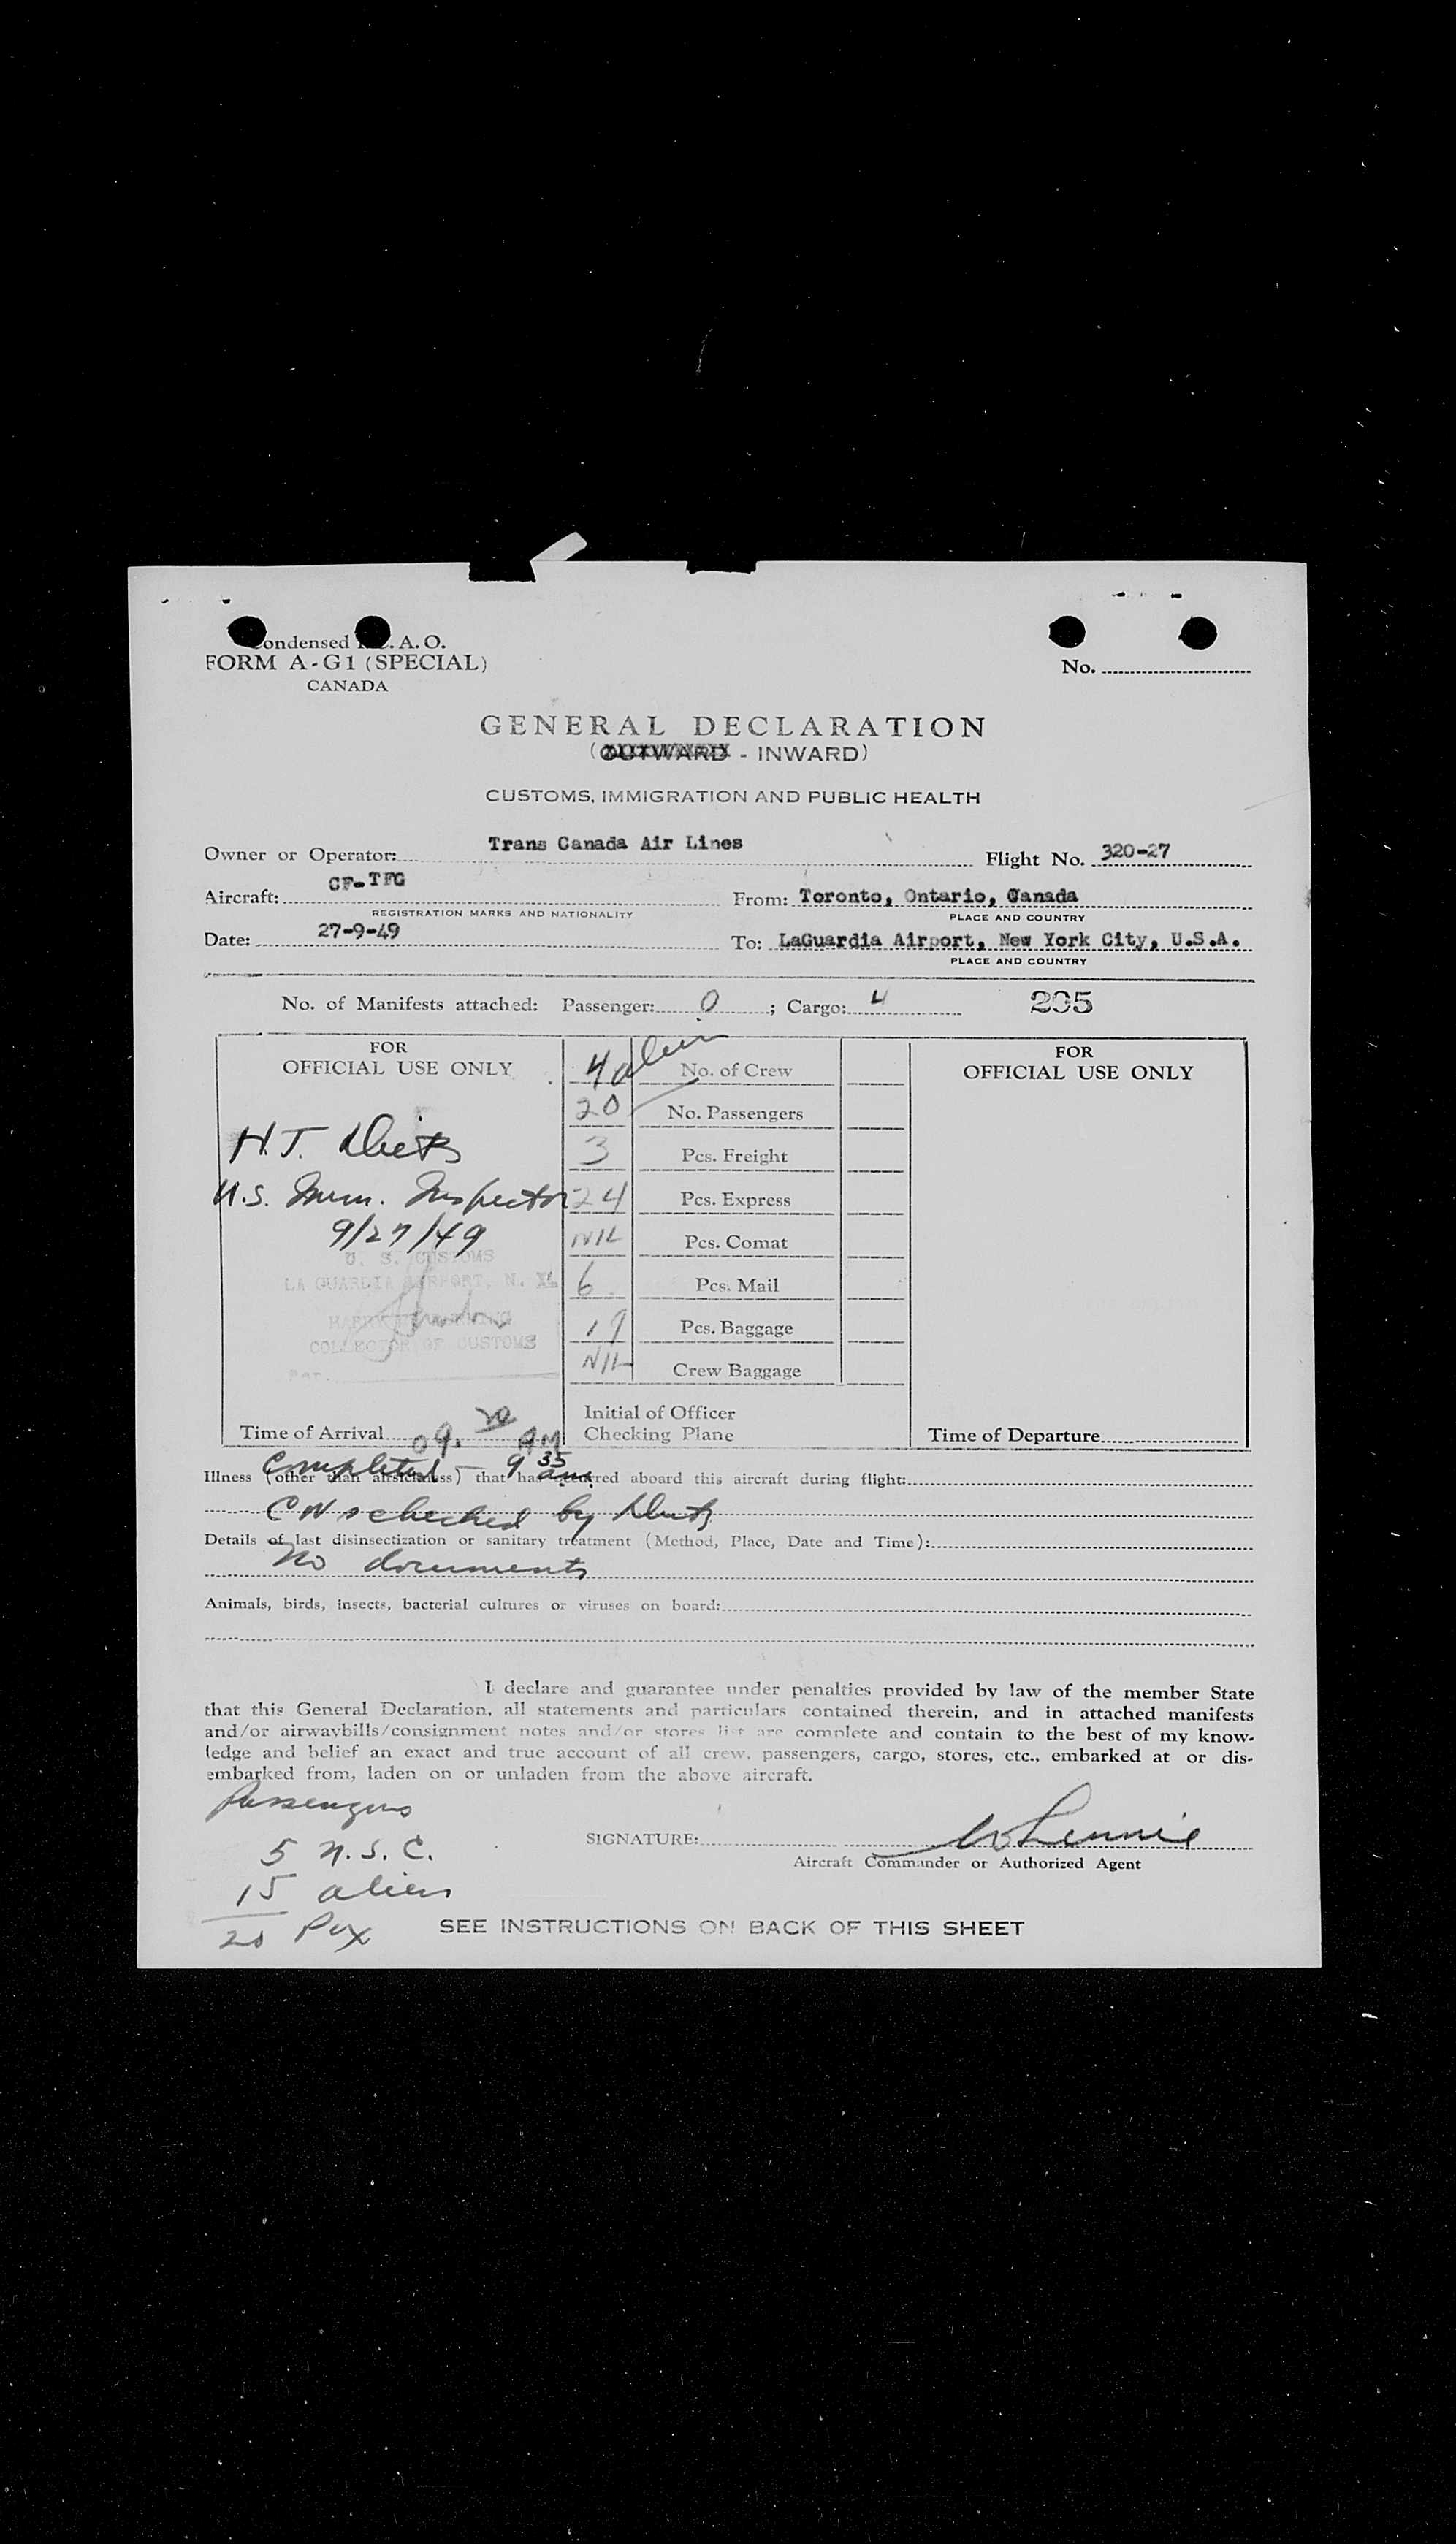 Condensed I.C.A.O.
FORM A-G1 (SPECIAL)
CANADA
No.
GENERAL DECLARATION
(OUTWARD - INWARD)
CUSTOMS, IMMIGRATION AND PUBLIC HEALTH
Owner or Operator: Trans Canada Air Lines Flight No. 320-27
Aircraft: CF-TFG From: Toronto, Ontario, Canada
REGISTRATION MARKS AND NATIONALITY PLACE AND COUNTRY
Date: 27-9-49 To: LaGuardia Airport, New York City, U.S.A.
PLACE AND COUNTRY
No. of Manifests attached: Passenger: 0 ; Cargo: 4 295
FOR
OFFICIAL USE ONLY
H.J.
U.S. Imm. Inspector
9/27/49
U. S. CUSTOMS
LA GUARDIA AIRPORT, N. Y.
COLLECTOR OF CUSTOMS
Per.
Time of Arrival 09. 20 AM
4 alien No. of Crew
20 No. Passengers
3 Pcs. Freight
24 Pcs. Express
NIL Pcs. Comat
6 Pcs. Mail
19 Pcs. Baggage
NIL Crew Baggage
Initial of Officer
Checking Plane
FOR
OFFICIAL USE ONLY
Time of Departure
Illness (other than airsickness) that has occurred aboard this aircraft during flight:
Completed - 9 35 am.
checked by
Details of last disinsectization or sanitary treatment (Method, Place, Date and Time):
No documents
Animals, birds, insects, bacterial cultures or viruses on board:
I declare and guarantee under penalties provided by law of the member State
that this General Declaration, all statements and particulars contained therein, and in attached manifests
and/or airwaybills/consignment notes and/or stores list are complete and contain to the best of my know-
ledge and belief an exact and true account of all crew, passengers, cargo, stores, etc., embarked at or dis-
embarked from, laden on or unladen from the above aircraft.
Passengers
5 U.S.C.
15 alien
20 Pax
SIGNATURE:
Aircraft Commander or Authorized Agent
SEE INSTRUCTIONS ON BACK OF THIS SHEET